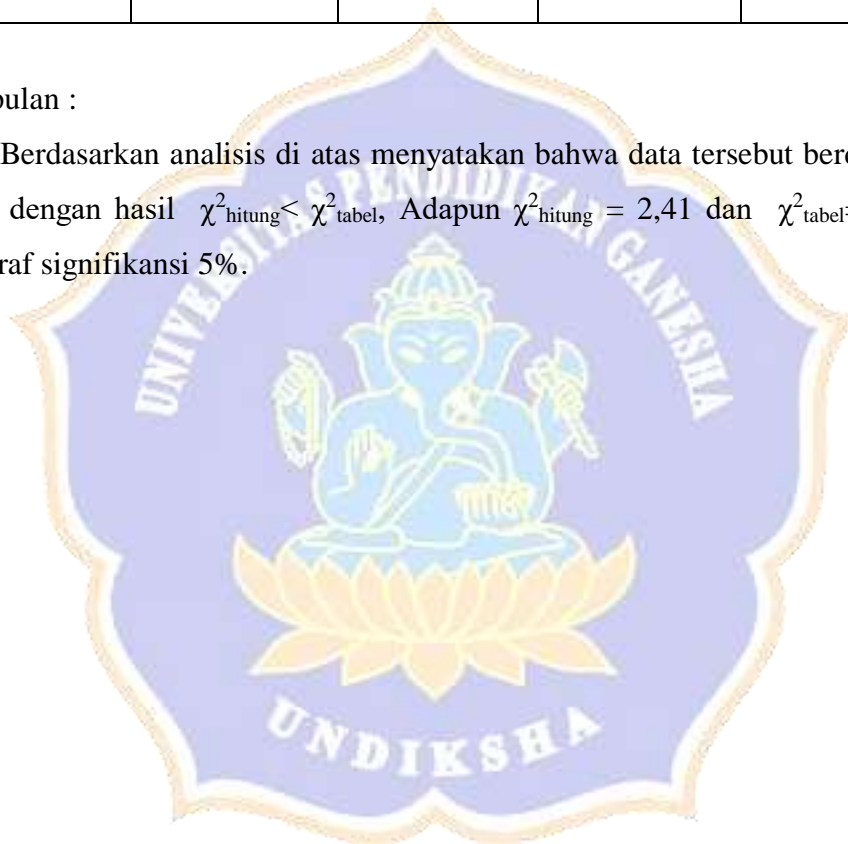 pulan :
Berdasarkan analisis di atas menyatakan bahwa data tersebut
dengan hasil χ²hitung< χ²tabel, Adapun χ²hitung = 2,41 dan χ²tabel=
raf signifikansi 5%.
UNIVERSITAS PENDIDIKAN GANESHA
UNDIKSHA